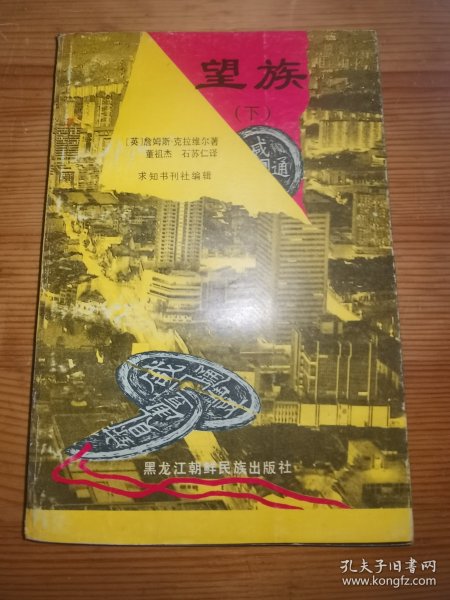 望族
（下）
[英]詹姆斯·克拉维尔著
董祖杰 石苏仁译
求知书刊社编辑
咸
通
黑龙江朝鲜民族出版社
孔夫子旧书网
www.kongfz.com